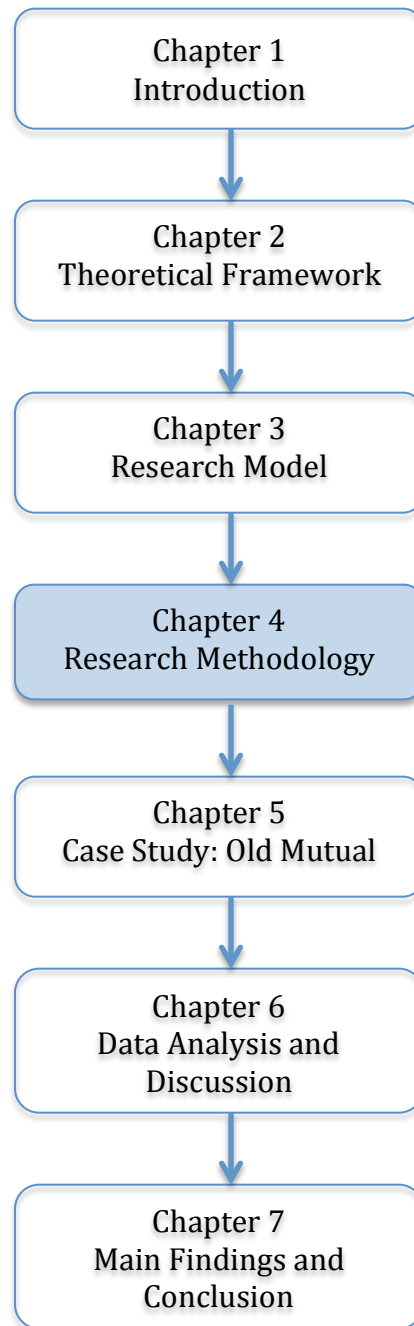 Chapter 1
Introduction
Chapter 2
Theoretical Framework
Chapter 3
Research Model
Chapter 4
Research Methodology
Chapter 5
Case Study: Old Mutual
Chapter 6
Data Analysis and
Discussion
Chapter 7
Main Findings and
Conclusion